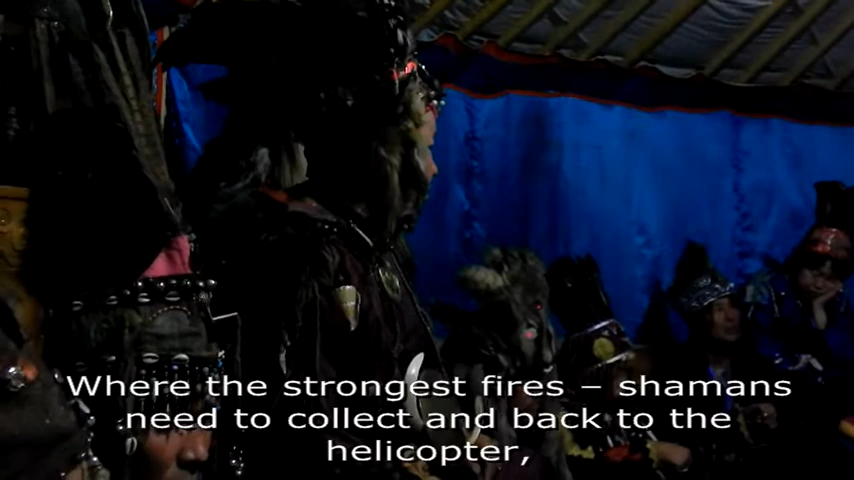 Where the strongest fires – shamans
need to collect and back to the
helicopter,